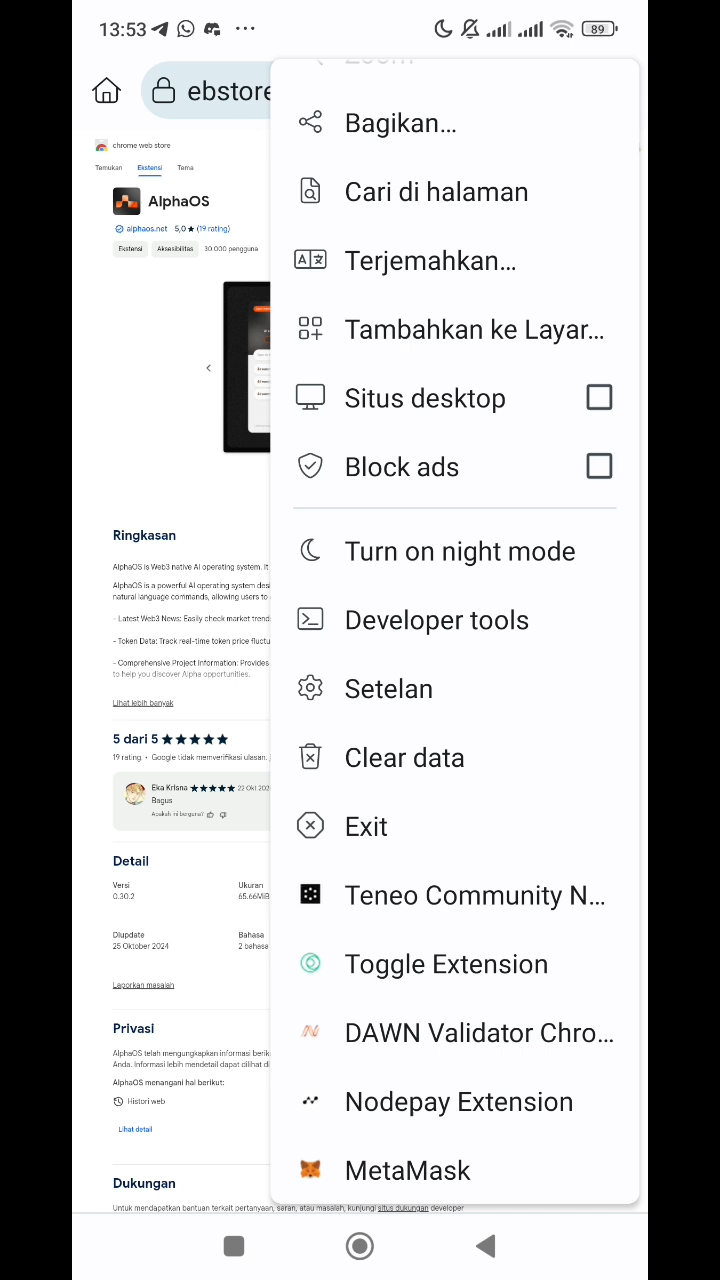 13:53
89
ebstore
Zoom
Bagikan...
Cari di halaman
Terjemahkan...
Tambahkan ke Layar...
Situs desktop
Block ads
Turn on night mode
Developer tools
Setelan
Clear data
Exit
Teneo Community N...
Toggle Extension
DAWN Validator Chro...
Nodepay Extension
MetaMask
chrome web store
Temukan Ekstensi Tema
AlphaOS
alphaos.net 5,0 ★ (19 rating)
Ekstensi Aksesibilitas 30.000 pengguna
Ringkasan
AlphaOS is Web3 native AI operating system. It
AlphaOS is a powerful AI operating system desi
natural language commands, allowing users to
- Latest Web3 News: Easily check market trend
- Token Data: Track real-time token price fluctu
- Comprehensive Project Information: Provides
to help you discover Alpha opportunities.
Lihat lebih banyak
5 dari 5 ★★★★★
19 rating • Google tidak memverifikasi ulasan.
Eka Krisna ★★★★★ 22 Okt 202
Bagus
Apakah ini berguna?
Detail
Versi Ukuran
0.30.2 65.66MiB
Diupdate Bahasa
25 Oktober 2024 2 bahasa
Laporkan masalah
Privasi
AlphaOS telah mengungkapkan informasi berik
Anda. Informasi lebih mendetail dapat dilihat di
AlphaOS menangani hal berikut:
Histori web
Lihat detail
Dukungan
Untuk mendapatkan bantuan terkait pertanyaan, saran, atau masalah, kunjungi situs dukungan developer